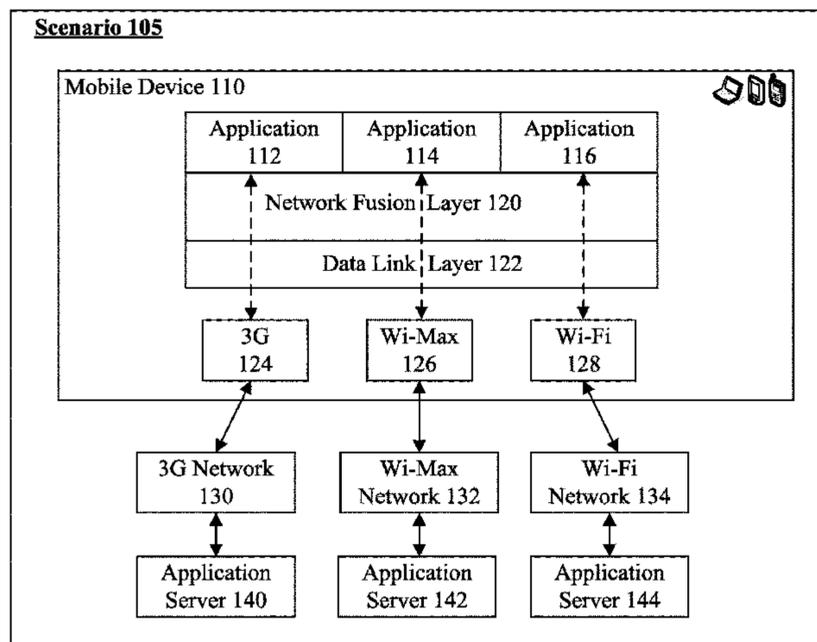 Scenario 105
Mobile Device 110
Application
112
Application
114
Application
116
Network Fusion Layer 120
Data Link Layer 122
3G
124
Wi-Max
126
Wi-Fi
128
3G Network
130
Wi-Max
Network 132
Wi-Fi
Network 134
Application
Server 140
Application
Server 142
Application
Server 144